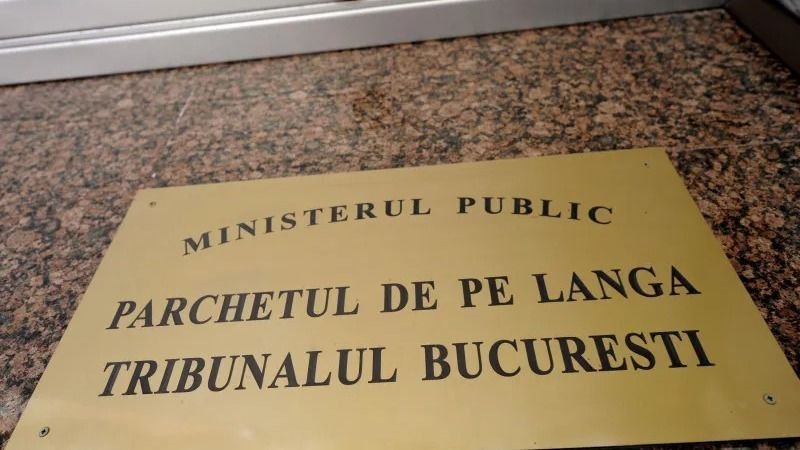 MINISTERUL PUBLIC
PARCHETUL DE PE LANGA
TRIBUNALUL BUCURESTI